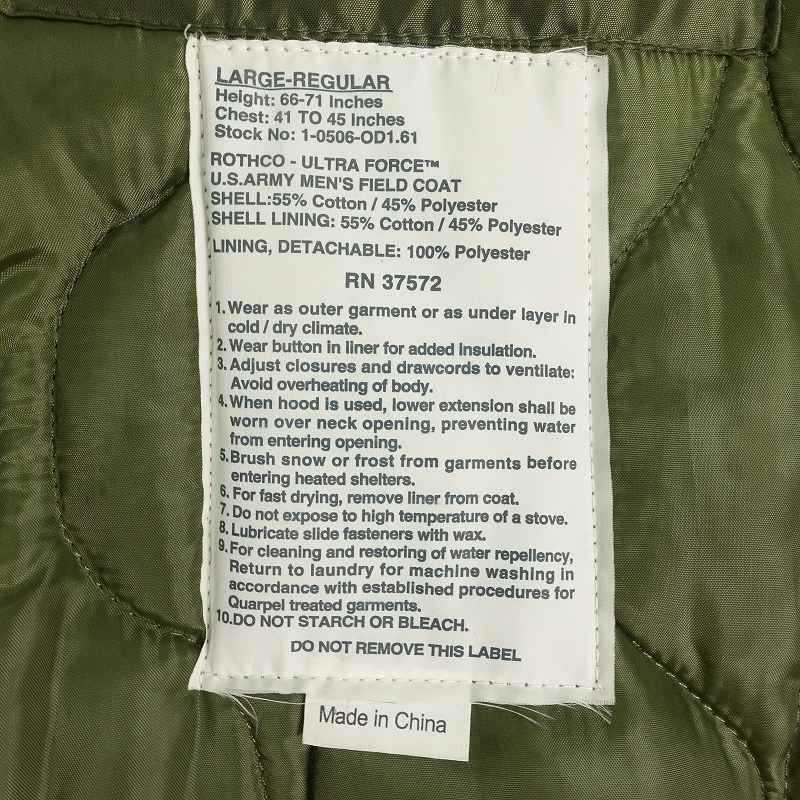 LARGE-REGULAR
Height: 66-71 Inches
Chest: 41 TO 45 Inches
Stock No: 1-0506-OD1.61
ROTHCO - ULTRA FORCE™
U.S.ARMY MEN'S FIELD COAT
SHELL:55% Cotton / 45% Polyester
SHELL LINING: 55% Cotton / 45% Polyester
LINING, DETACHABLE: 100% Polyester
RN 37572
1. Wear as outer garment or as under layer in
cold / dry climate.
2. Wear button in liner for added insulation.
3. Adjust closures and drawcords to ventilate:
Avoid overheating of body.
4. When hood is used, lower extension shall be
worn over neck opening, preventing water
from entering opening.
5. Brush snow or frost from garments before
entering heated shelters.
6. For fast drying, remove liner from coat.
7. Do not expose to high temperature of a stove.
8. Lubricate slide fasteners with wax.
9. For cleaning and restoring of water repellency,
Return to laundry for machine washing in
accordance with established procedures for
Quarpel treated garments.
10. DO NOT STARCH OR BLEACH.
DO NOT REMOVE THIS LABEL
Made in China